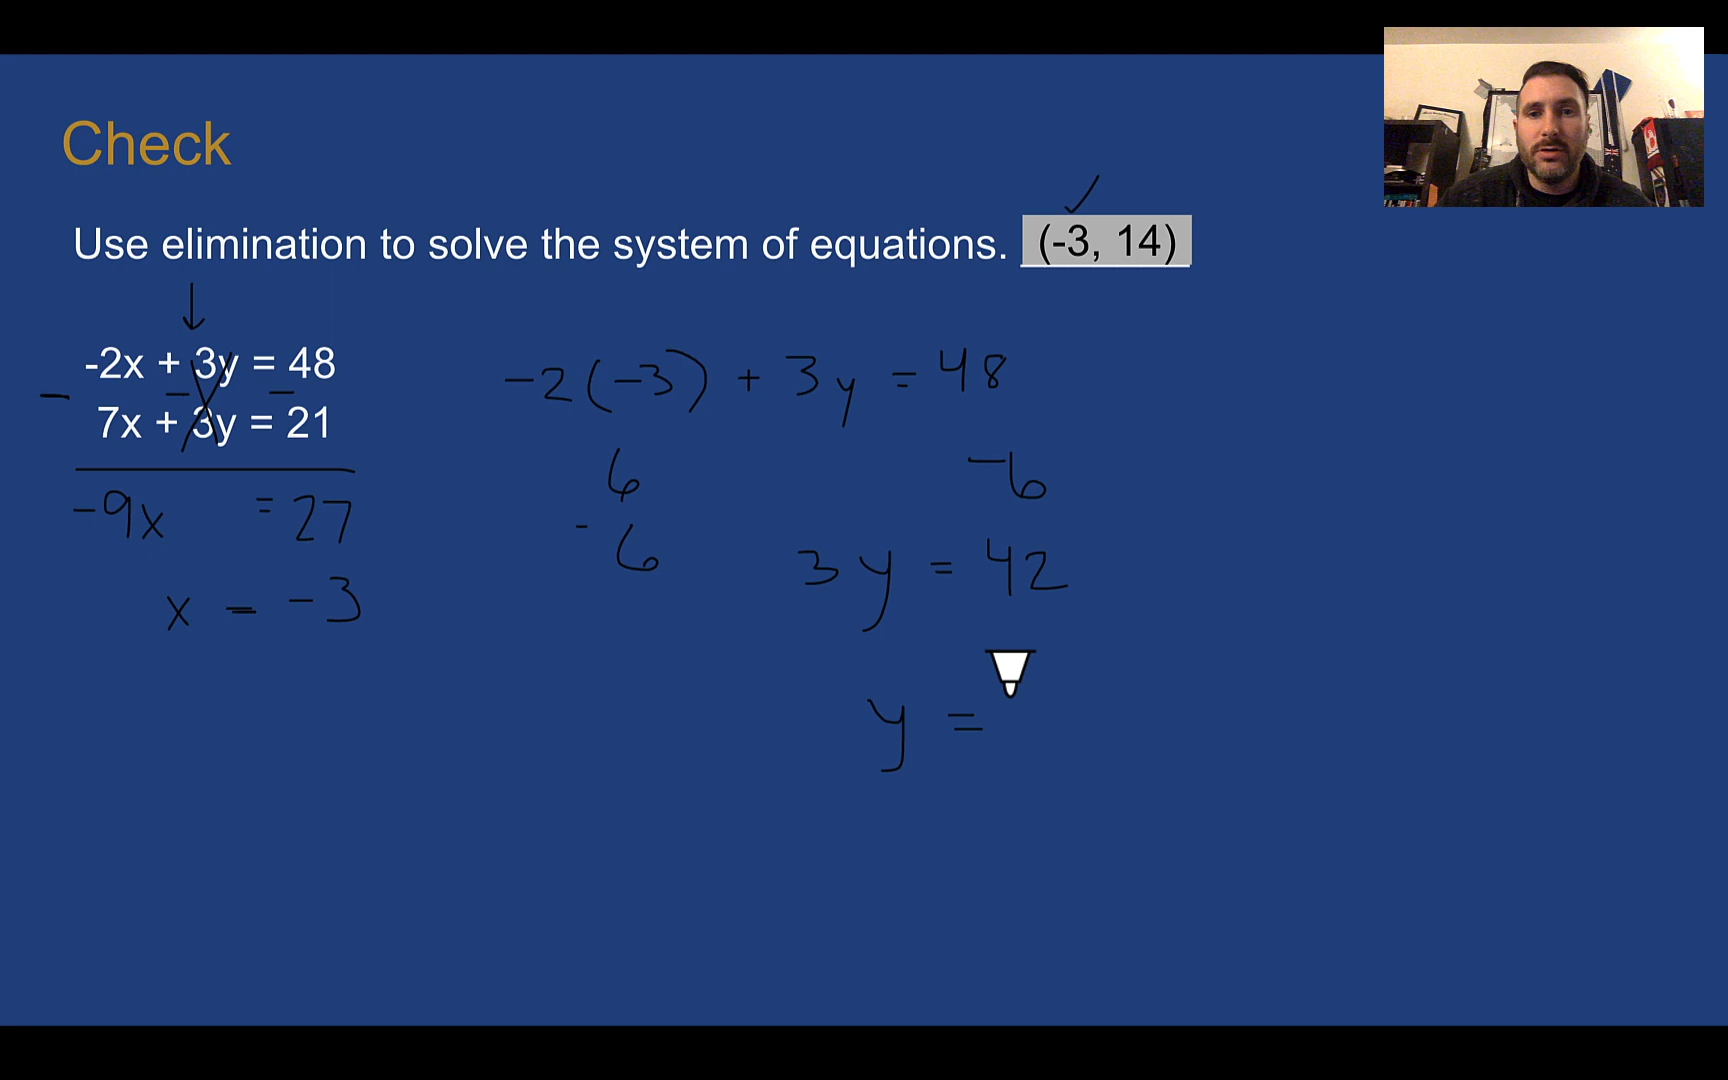 Check
Use elimination to solve the system of equations. (-3, 14)
-2x + 3y = 48
7x + 3y = 21
-9x = 27
x = -3
-2(-3) + 3y = 48
6 -6
-6
3y = 42
y =